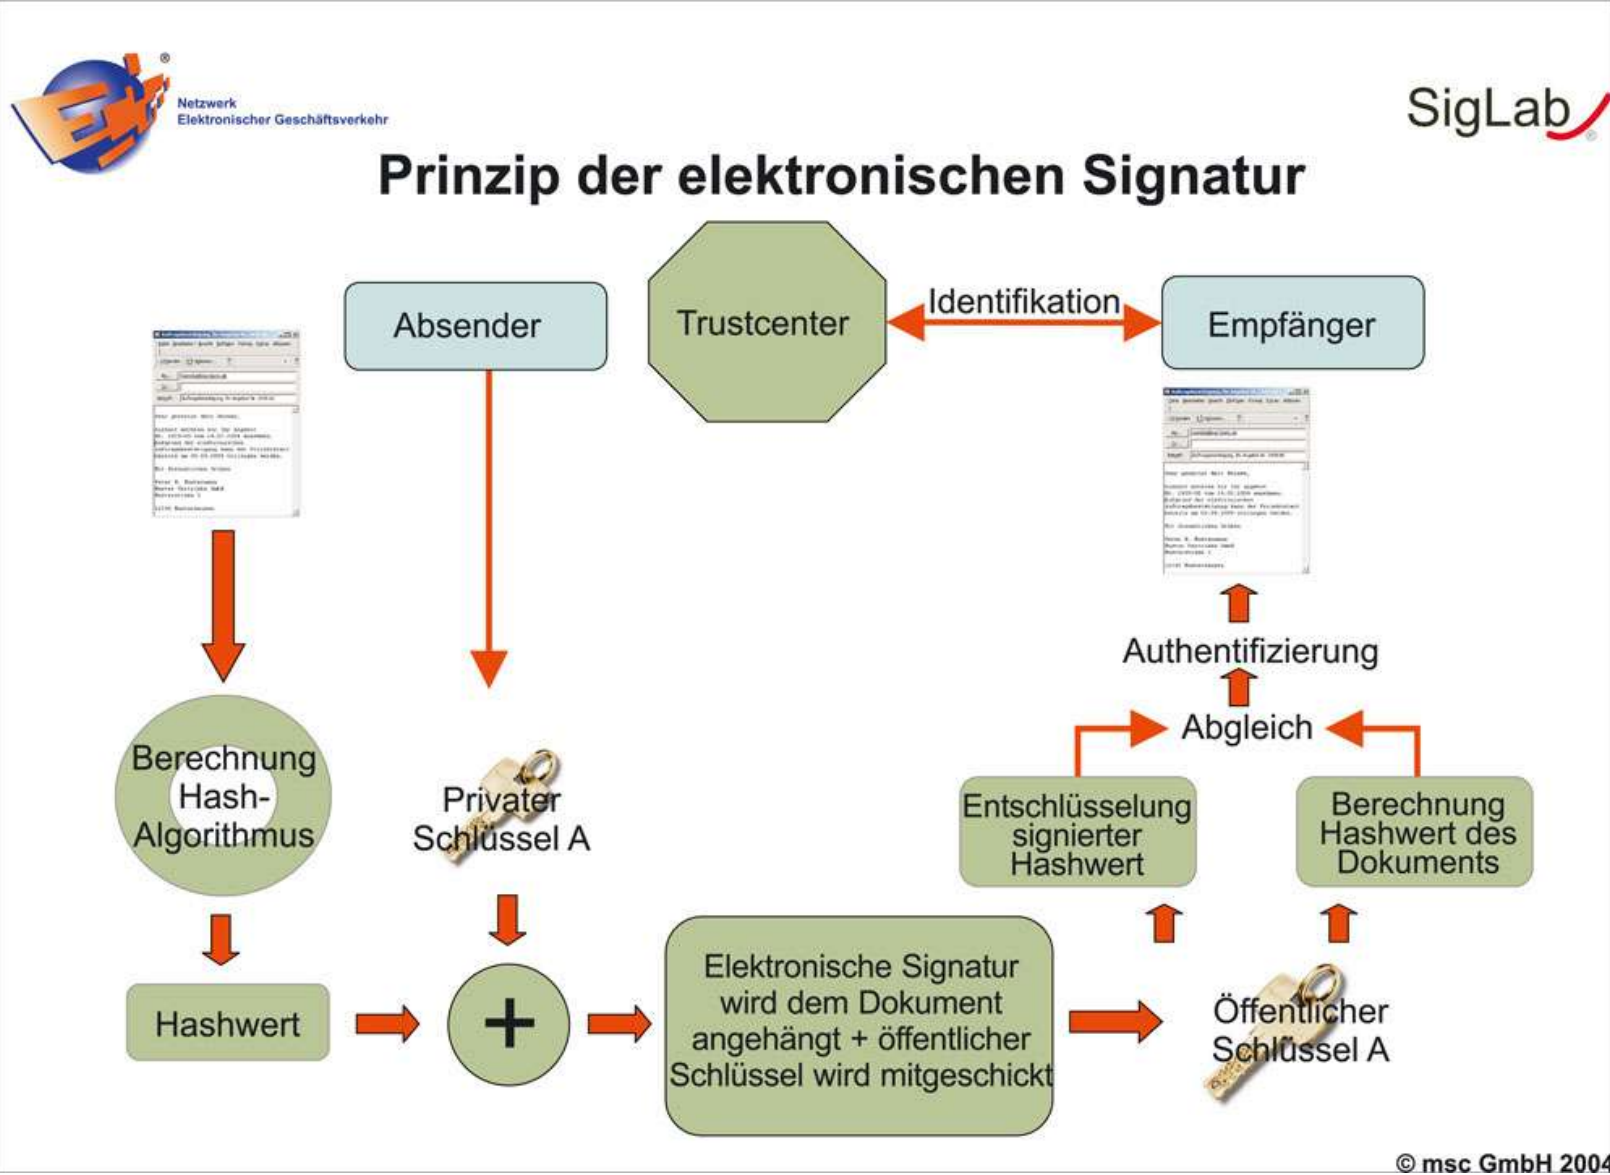 Netzwerk
Elektronischer Geschäftsverkehr
®
SigLab
®
Prinzip der elektronischen Signatur
Absender
Trustcenter
Identifikation
Empfänger
Authentifizierung
Abgleich
Berechnung
Hash-
Algorithmus
Privater
Schlüssel A
Entschlüsselung
signierter
Hashwert
Berechnung
Hashwert des
Dokuments
Hashwert
+
Elektronische Signatur
wird dem Dokument
angehängt + öffentlicher
Schlüssel wird mitgeschickt
Öffentlicher
Schlüssel A
© msc GmbH 2004